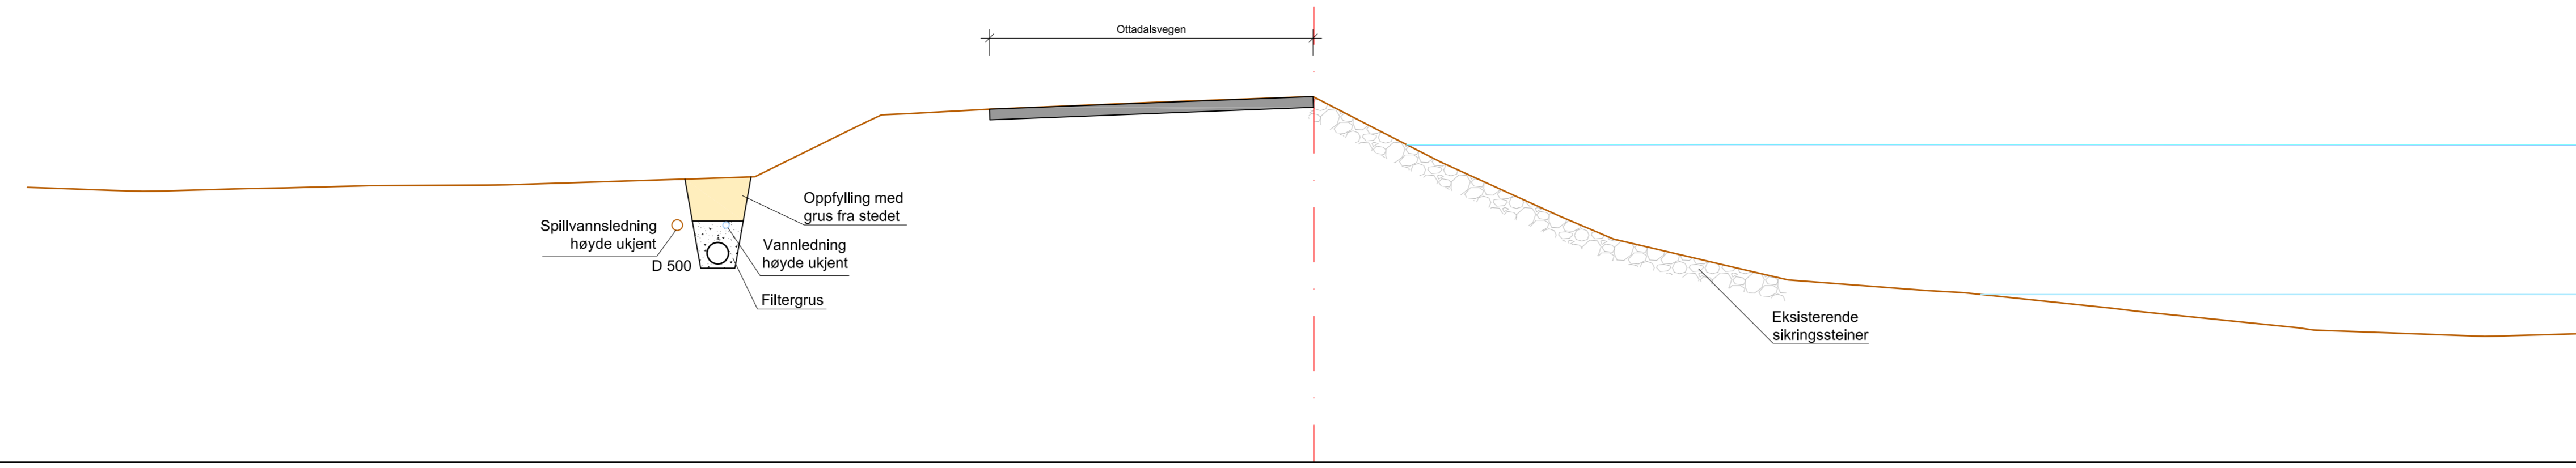 Ottadalsvegen
Oppfylling med
grus fra stedet
Spillvannsledning
høyde ukjent
D 500
Vannledning
høyde ukjent
Filtergrus
Eksisterende
sikringssteiner